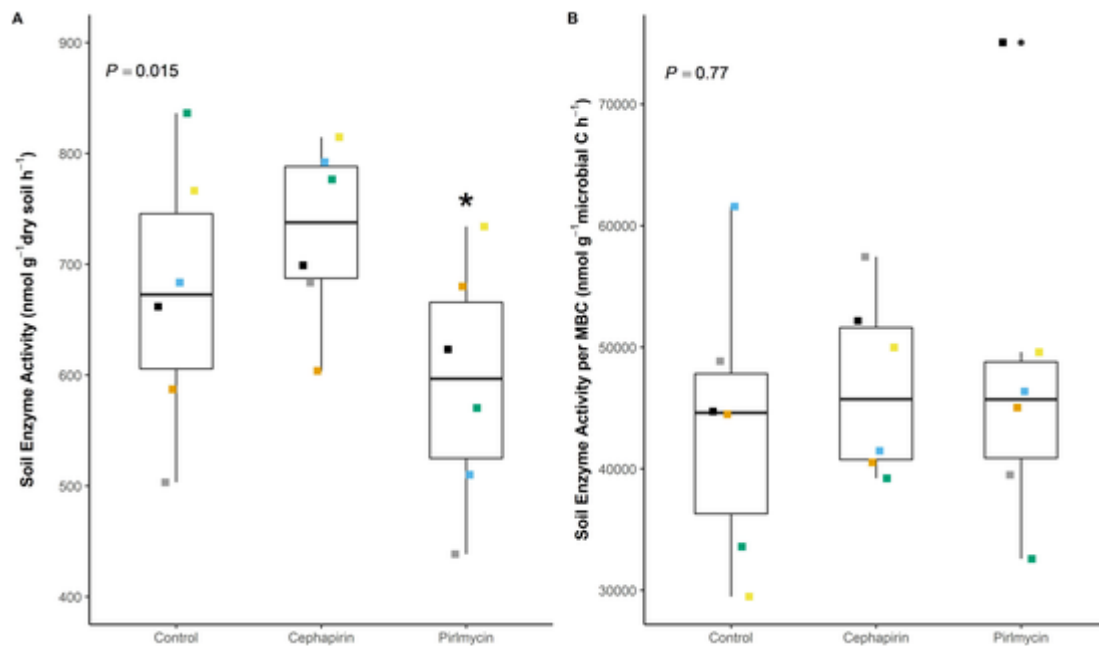 A
Soil Enzyme Activity (nmol g⁻¹dry soil h⁻¹)
900
800
700
600
500
400
P = 0.015
*
Control Cephapirin Pirlmycin
B
Soil Enzyme Activity per MBC (nmol g⁻¹microbial C h⁻¹)
70000
60000
50000
40000
30000
P = 0.77
Control Cephapirin Pirlmycin